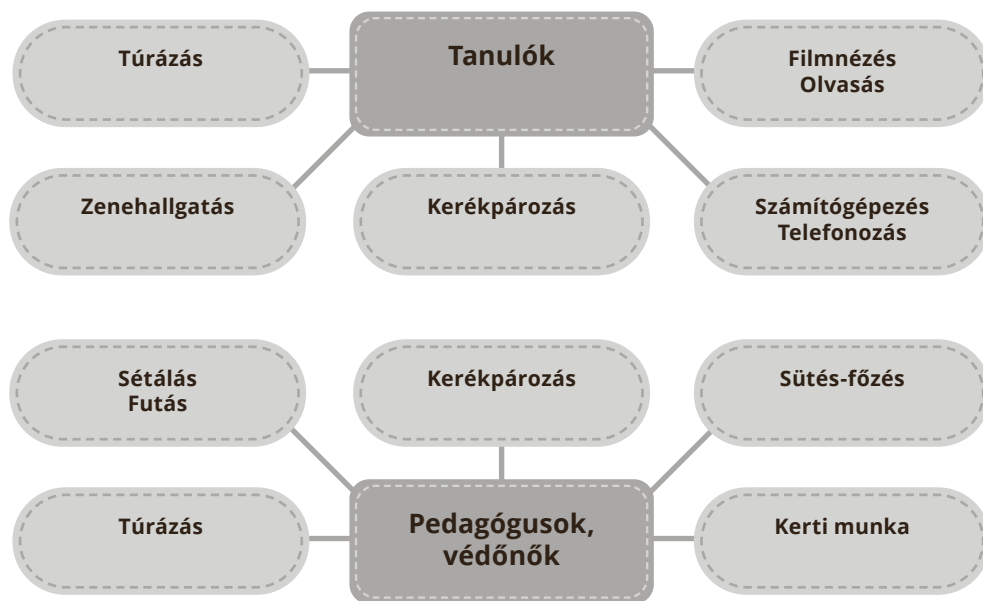 Túrázás
Tanulók
Filmnézés
Olvasás
Zenehallgatás
Kerékpározás
Számítógépezés
Telefonozás
Sétálás
Futás
Kerékpározás
Sütés-főzés
Túrázás
Pedagógusok,
védőnők
Kerti munka